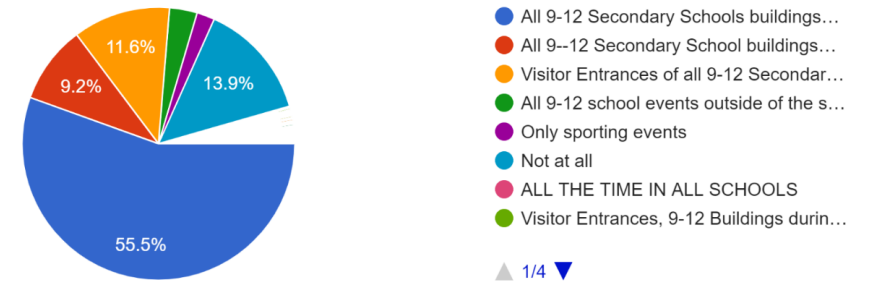 11.6%
9.2%
13.9%
55.5%
All 9-12 Secondary Schools buildings…
All 9--12 Secondary School buildings…
Visitor Entrances of all 9-12 Secondar…
All 9-12 school events outside of the s…
Only sporting events
Not at all
ALL THE TIME IN ALL SCHOOLS
Visitor Entrances, 9-12 Buildings durin…
1/4